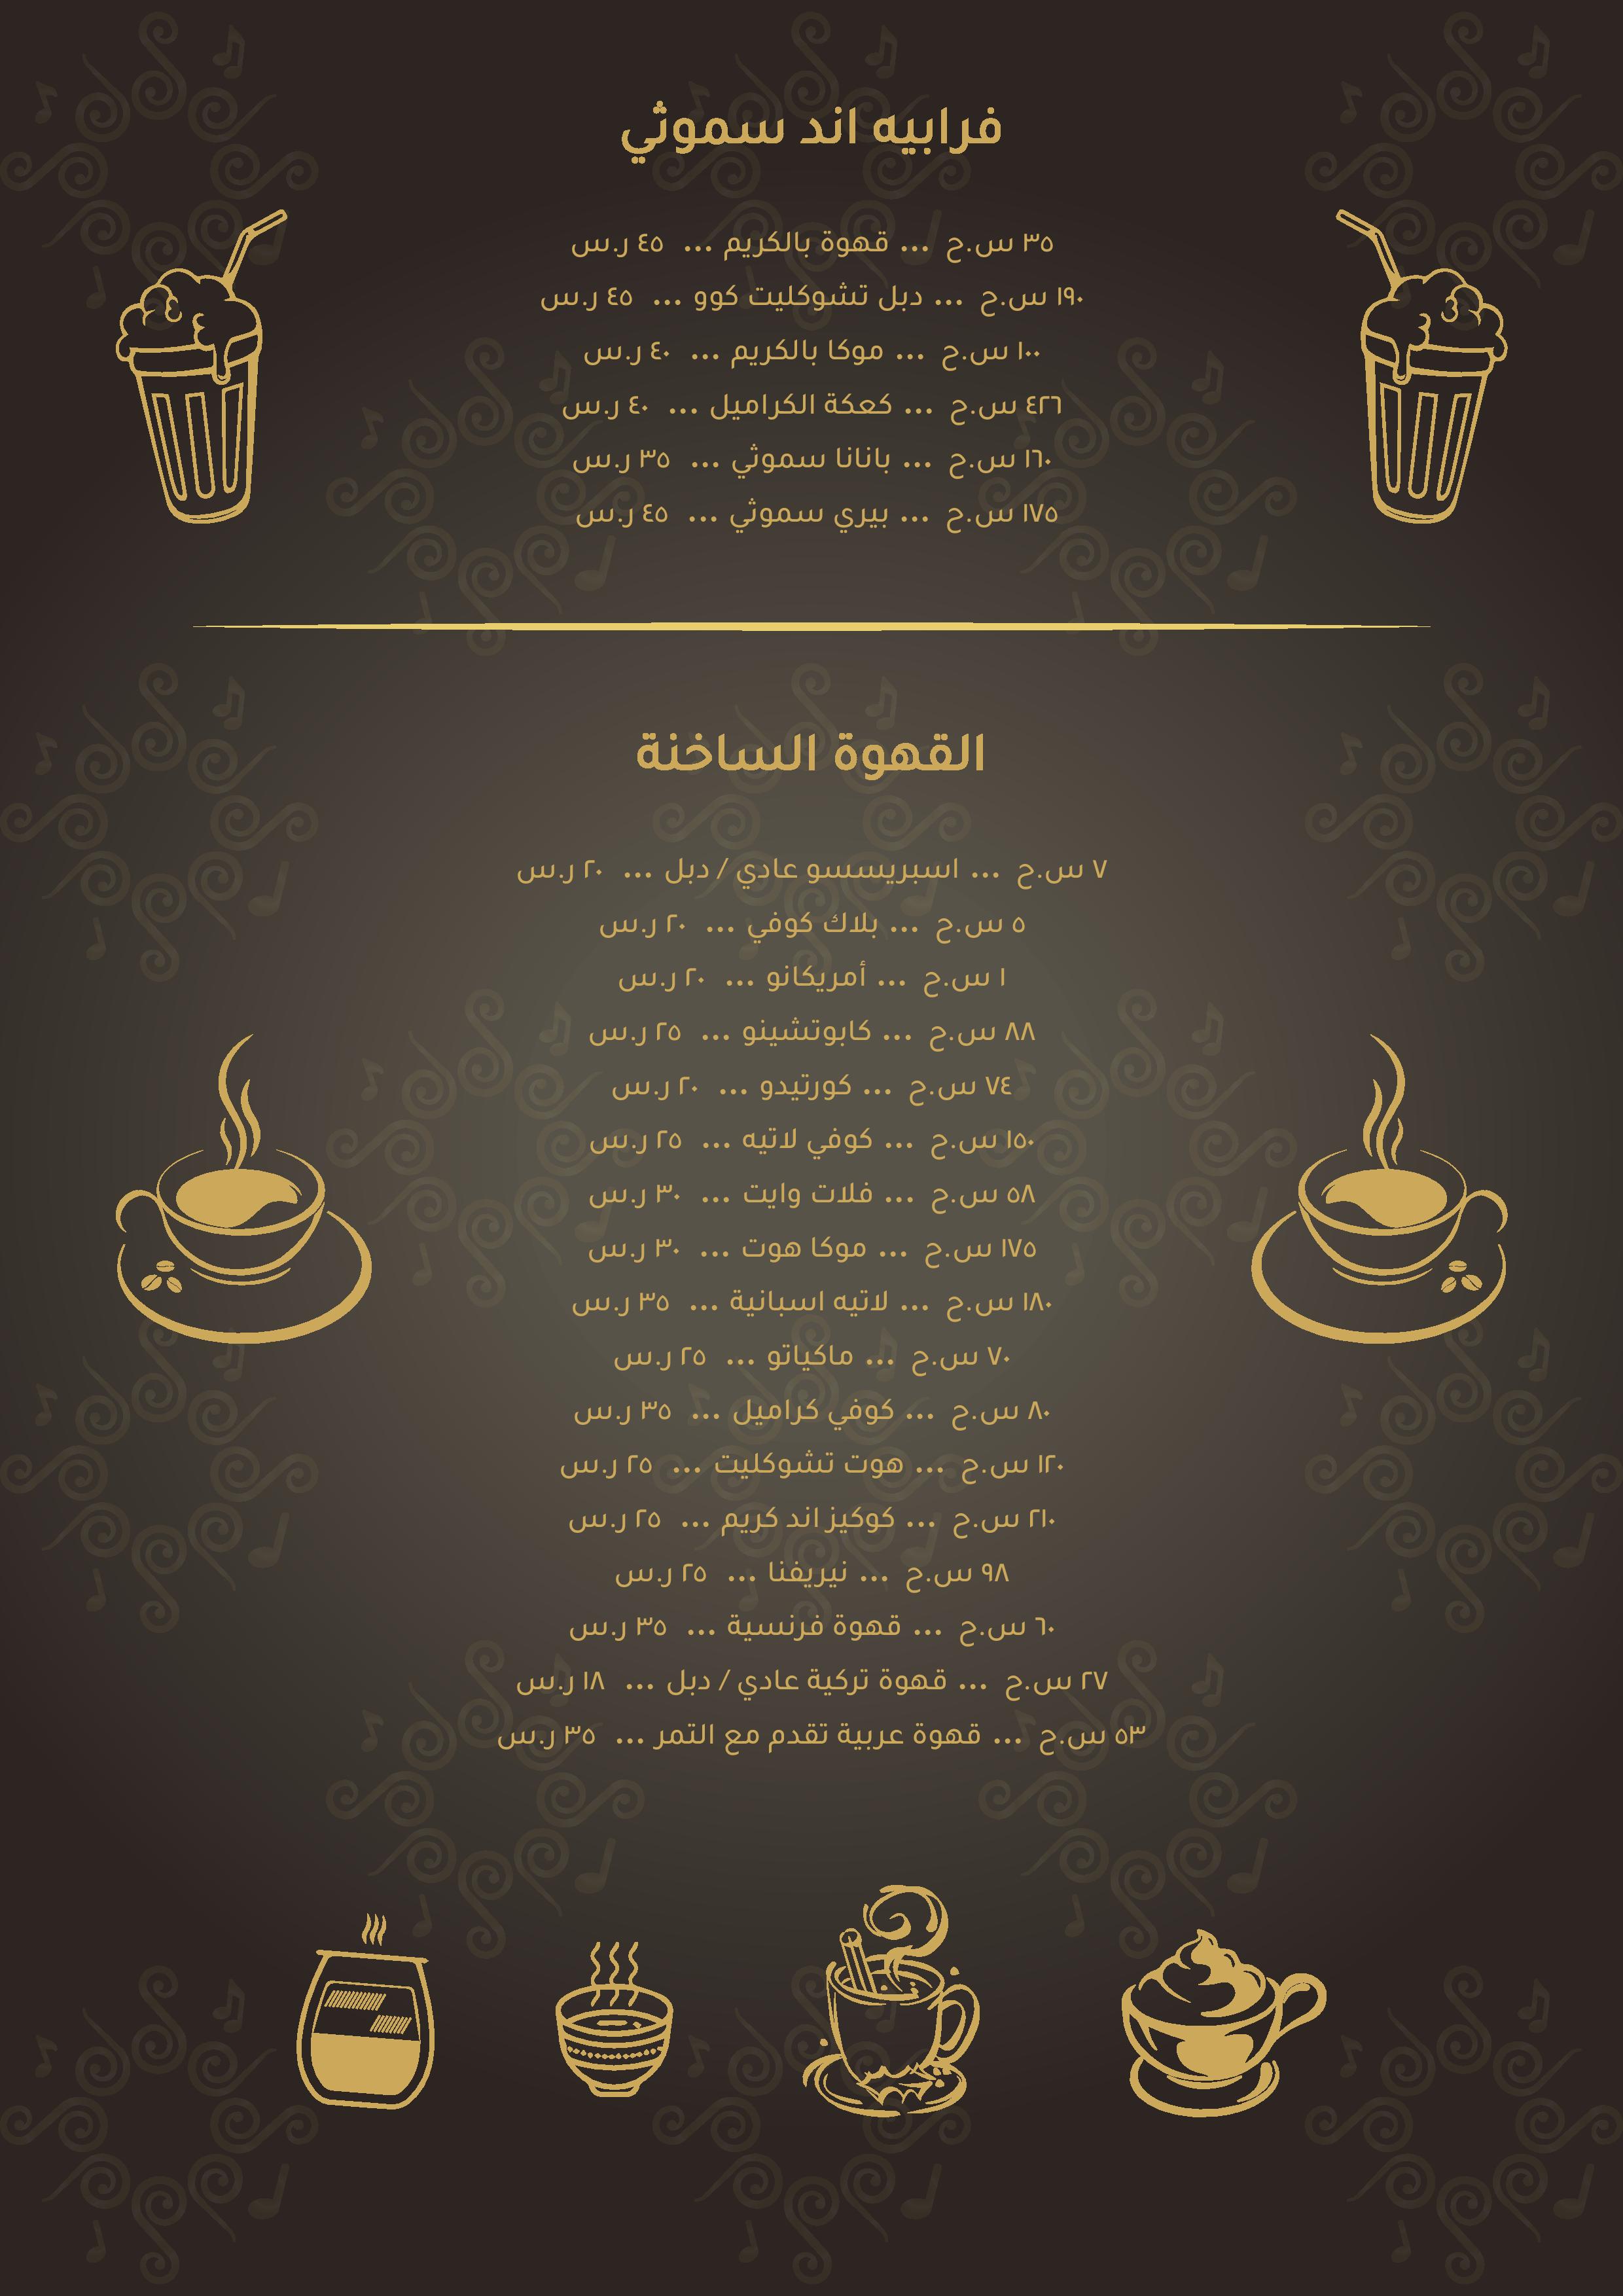 فرابيه اند سموثي
٣٥ س.ح ... قهوة بالكريم ... ٤٥ ر.س
١٩٠ س.ح ... دبل تشوكليت كوو ... ٤٥ ر.س
١٠٠ س.ح ... موكا بالكريم ... ٤٠ ر.س
٤٢٦ س.ح ... كعكة الكراميل ... ٤٠ ر.س
١٦٠ س.ح ... بانانا سموثي ... ٣٥ ر.س
١٧٥ س.ح ... بيري سموثي ... ٤٥ ر.س
القهوة الساخنة
٧ س.ح ... اسبريسسو عادي / دبل ... ٢٠ ر.س
٥ س.ح ... بلاك كوفي ... ٢٠ ر.س
١ س.ح ... أمريكانو ... ٢٠ ر.س
٨٨ س.ح ... كابوتشينو ... ٢٥ ر.س
٧٤ س.ح ... كورتيدو ... ٢٠ ر.س
١٥٠ س.ح ... كوفي لاتيه ... ٢٥ ر.س
٥٨ س.ح ... فلات وايت ... ٣٠ ر.س
١٧٥ س.ح ... موكا هوت ... ٣٠ ر.س
١٨٠ س.ح ... لاتيه اسبانية ... ٣٥ ر.س
٧٠ س.ح ... ماكياتو ... ٢٥ ر.س
٨٠ س.ح ... كوفي كراميل ... ٣٥ ر.س
١٢٠ س.ح ... هوت تشوكليت ... ٢٥ ر.س
٢١٠ س.ح ... كوكيز اند كريم ... ٢٥ ر.س
٩٨ س.ح ... نيريفنا ... ٢٥ ر.س
٦٠ س.ح ... قهوة فرنسية ... ٣٥ ر.س
٢٧ س.ح ... قهوة تركية عادي / دبل ... ١٨ ر.س
٥٣ س.ح ... قهوة عربية تقدم مع التمر ... ٣٥ ر.س